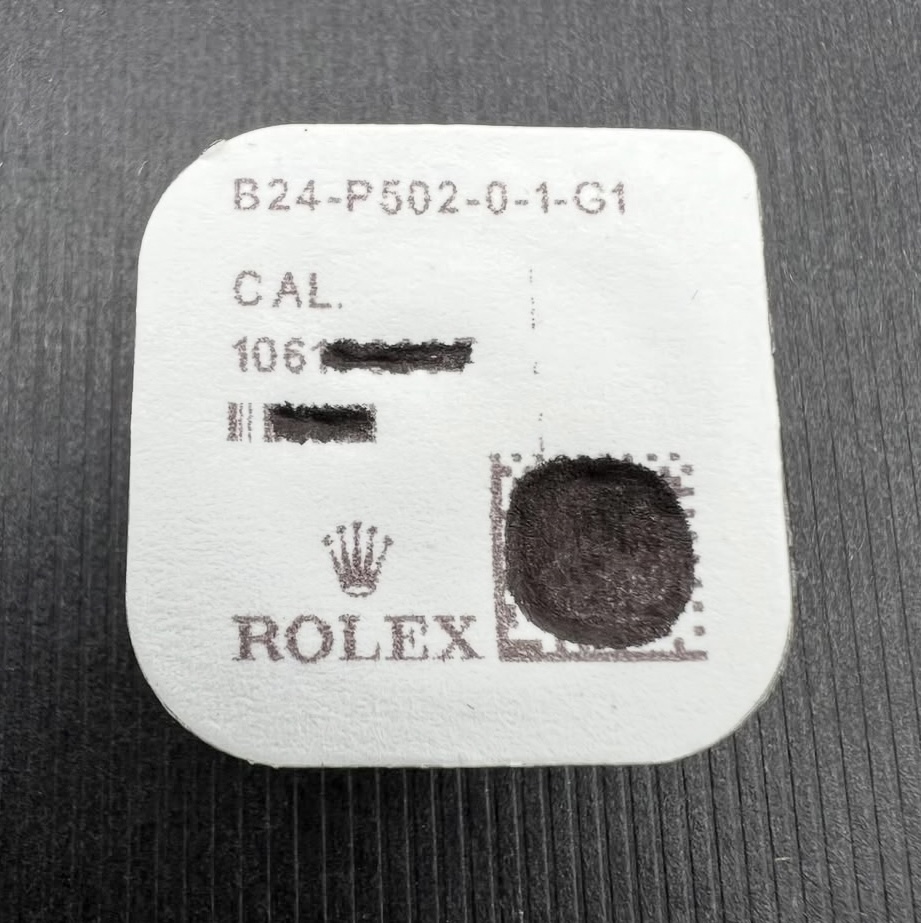 B24-P502-0-1-G1
CAL.
1061
ROLEX